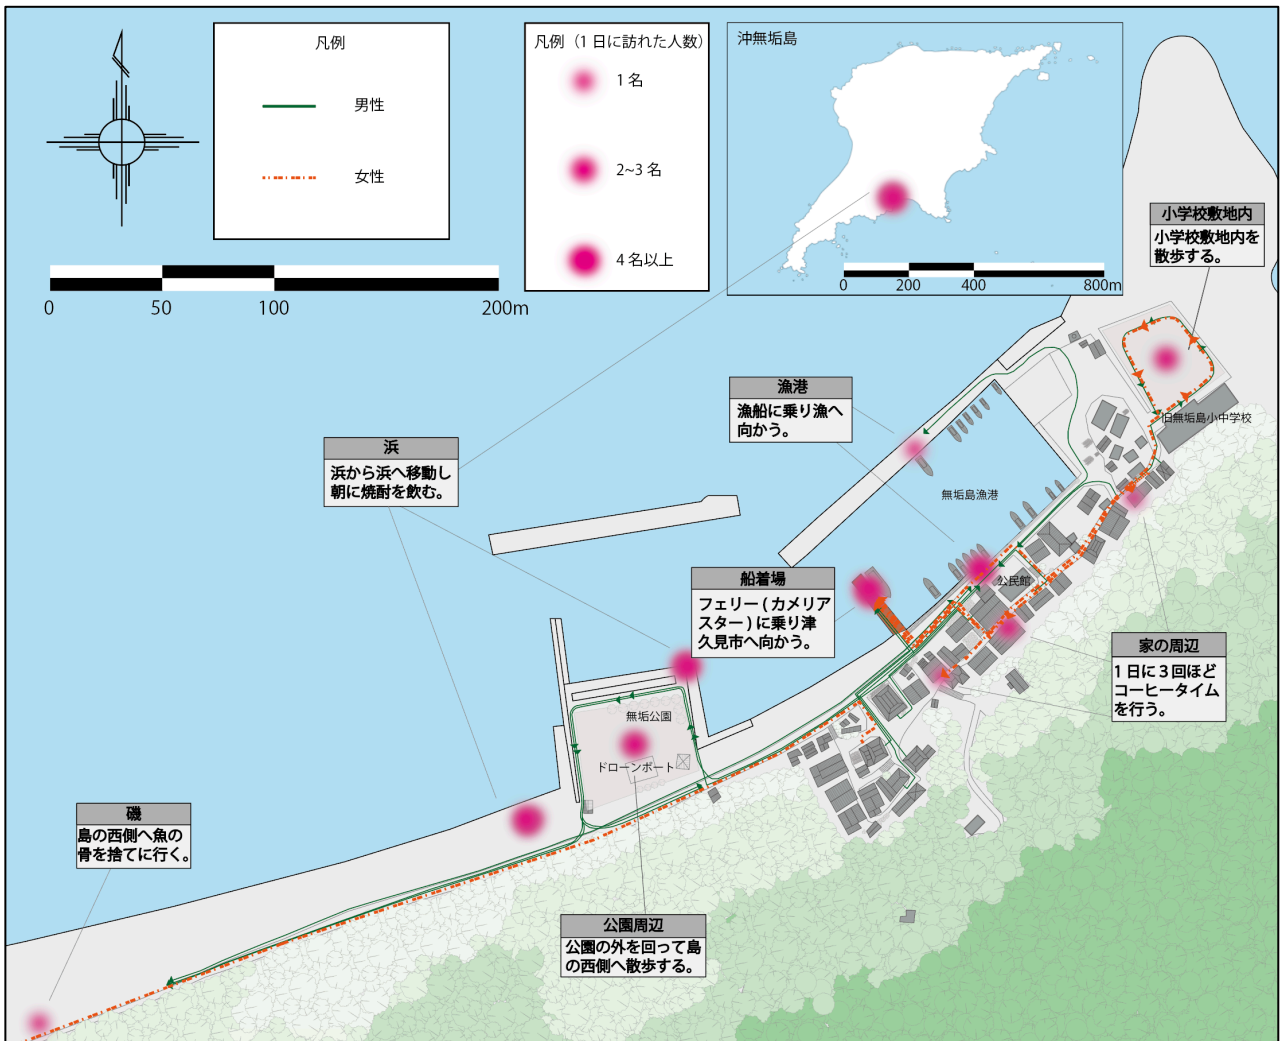 凡例
男性
女性
0
50
100
200m
凡例（1日に訪れた人数）
1 名
2~3 名
4 名以上
沖無垢島
0
200
400
800m
小学校敷地内
小学校敷地内を
散歩する。
旧無垢島小中学校
漁港
漁船に乗り漁へ
向かう。
無垢島漁港
浜
浜から浜へ移動し
朝に焼酎を飲む。
船着場
フェリー ( カメリア
スター ) に乗り津
久見市へ向かう。
公民館
家の周辺
1 日に 3 回ほど
コーヒータイム
を行う。
無垢公園
ドローンポート
磯
島の西側へ魚の
骨を捨てに行く。
公園周辺
公園の外を回って島
の西側へ散歩する。